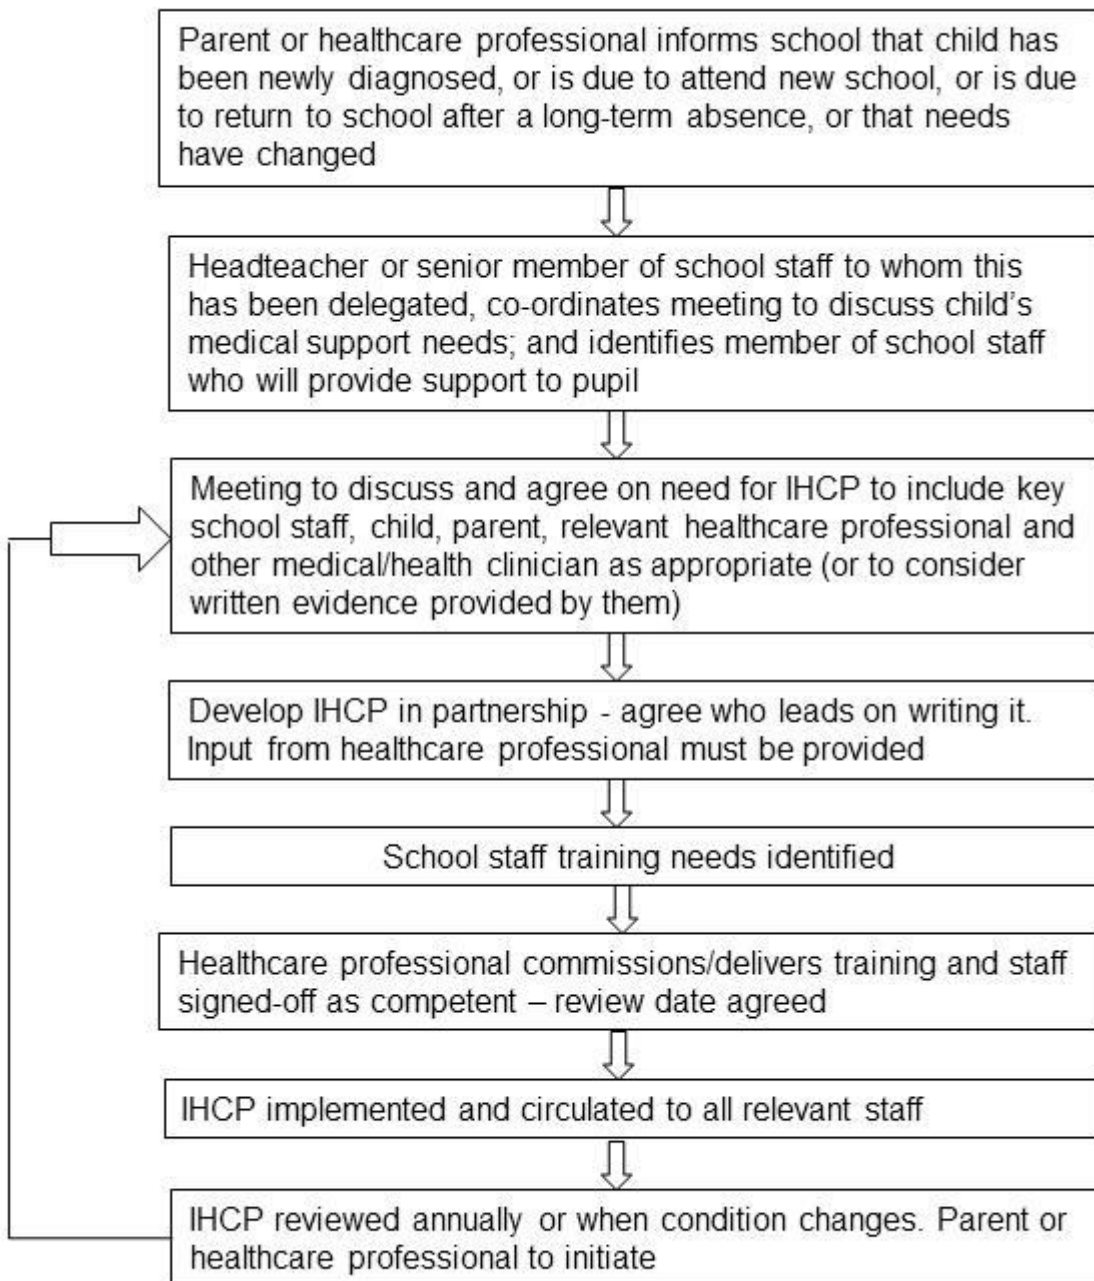 Parent or healthcare professional informs school that child has
been newly diagnosed, or is due to attend new school, or is due
to return to school after a long-term absence, or that needs
have changed
Headteacher or senior member of school staff to whom this
has been delegated, co-ordinates meeting to discuss child's
medical support needs; and identifies member of school staff
who will provide support to pupil
Meeting to discuss and agree on need for IHCP to include key
school staff, child, parent, relevant healthcare professional and
other medical/health clinician as appropriate (or to consider
written evidence provided by them)
Develop IHCP in partnership - agree who leads on writing it.
Input from healthcare professional must be provided
School staff training needs identified
Healthcare professional commissions/delivers training and staff
signed-off as competent – review date agreed
IHCP implemented and circulated to all relevant staff
IHCP reviewed annually or when condition changes. Parent or
healthcare professional to initiate